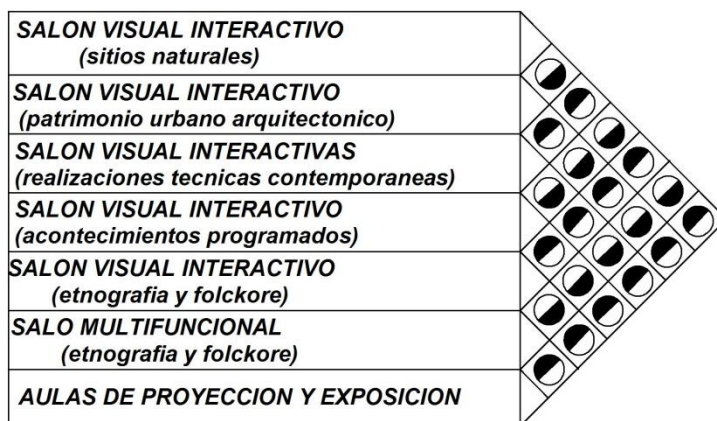 SALON VISUAL INTERACTIVO
(sitios naturales)
SALON VISUAL INTERACTIVO
(patrimonio urbano arquitectonico)
SALON VISUAL INTERACTIVAS
(realizaciones tecnicas contemporaneas)
SALON VISUAL INTERACTIVO
(acontecimientos programados)
SALON VISUAL INTERACTIVO
(etnografia y folckore)
SALO MULTIFUNCIONAL
(etnografia y folckore)
AULAS DE PROYECCION Y EXPOSICION